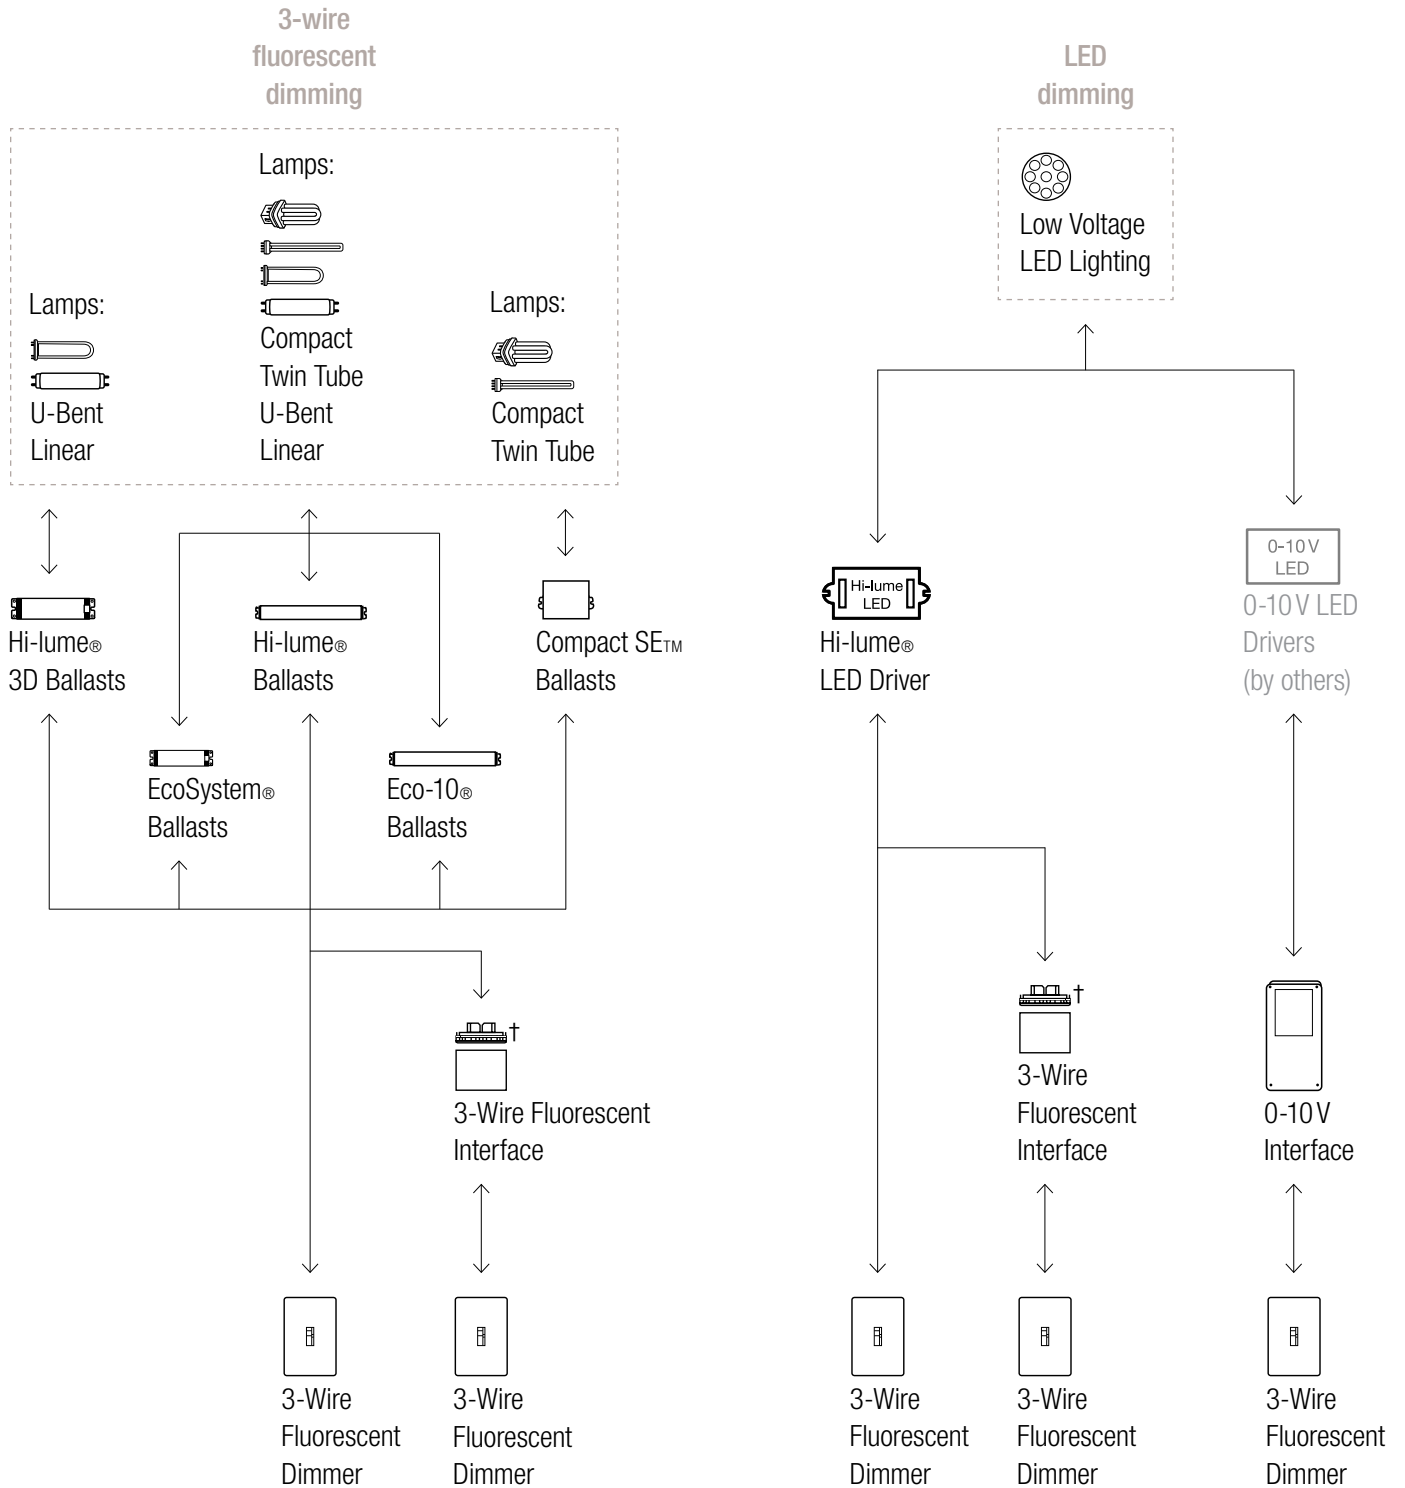 3-wire
fluorescent
dimming
LED
dimming
Lamps:
U-Bent
Linear
Lamps:
Compact
Twin Tube
U-Bent
Linear
Lamps:
Compact
Twin Tube
Low Voltage
LED Lighting
Hi-lume®
3D Ballasts
Hi-lume®
Ballasts
Compact SE™
Ballasts
EcoSystem®
Ballasts
Eco-10®
Ballasts
†
3-Wire Fluorescent
Interface
3-Wire
Fluorescent
Dimmer
3-Wire
Fluorescent
Dimmer
Hi-lume
LED
Hi-lume®
LED Driver
0-10 V
LED
0-10 V LED
Drivers
(by others)
†
3-Wire
Fluorescent
Interface
0-10 V
Interface
3-Wire
Fluorescent
Dimmer
3-Wire
Fluorescent
Dimmer
3-Wire
Fluorescent
Dimmer